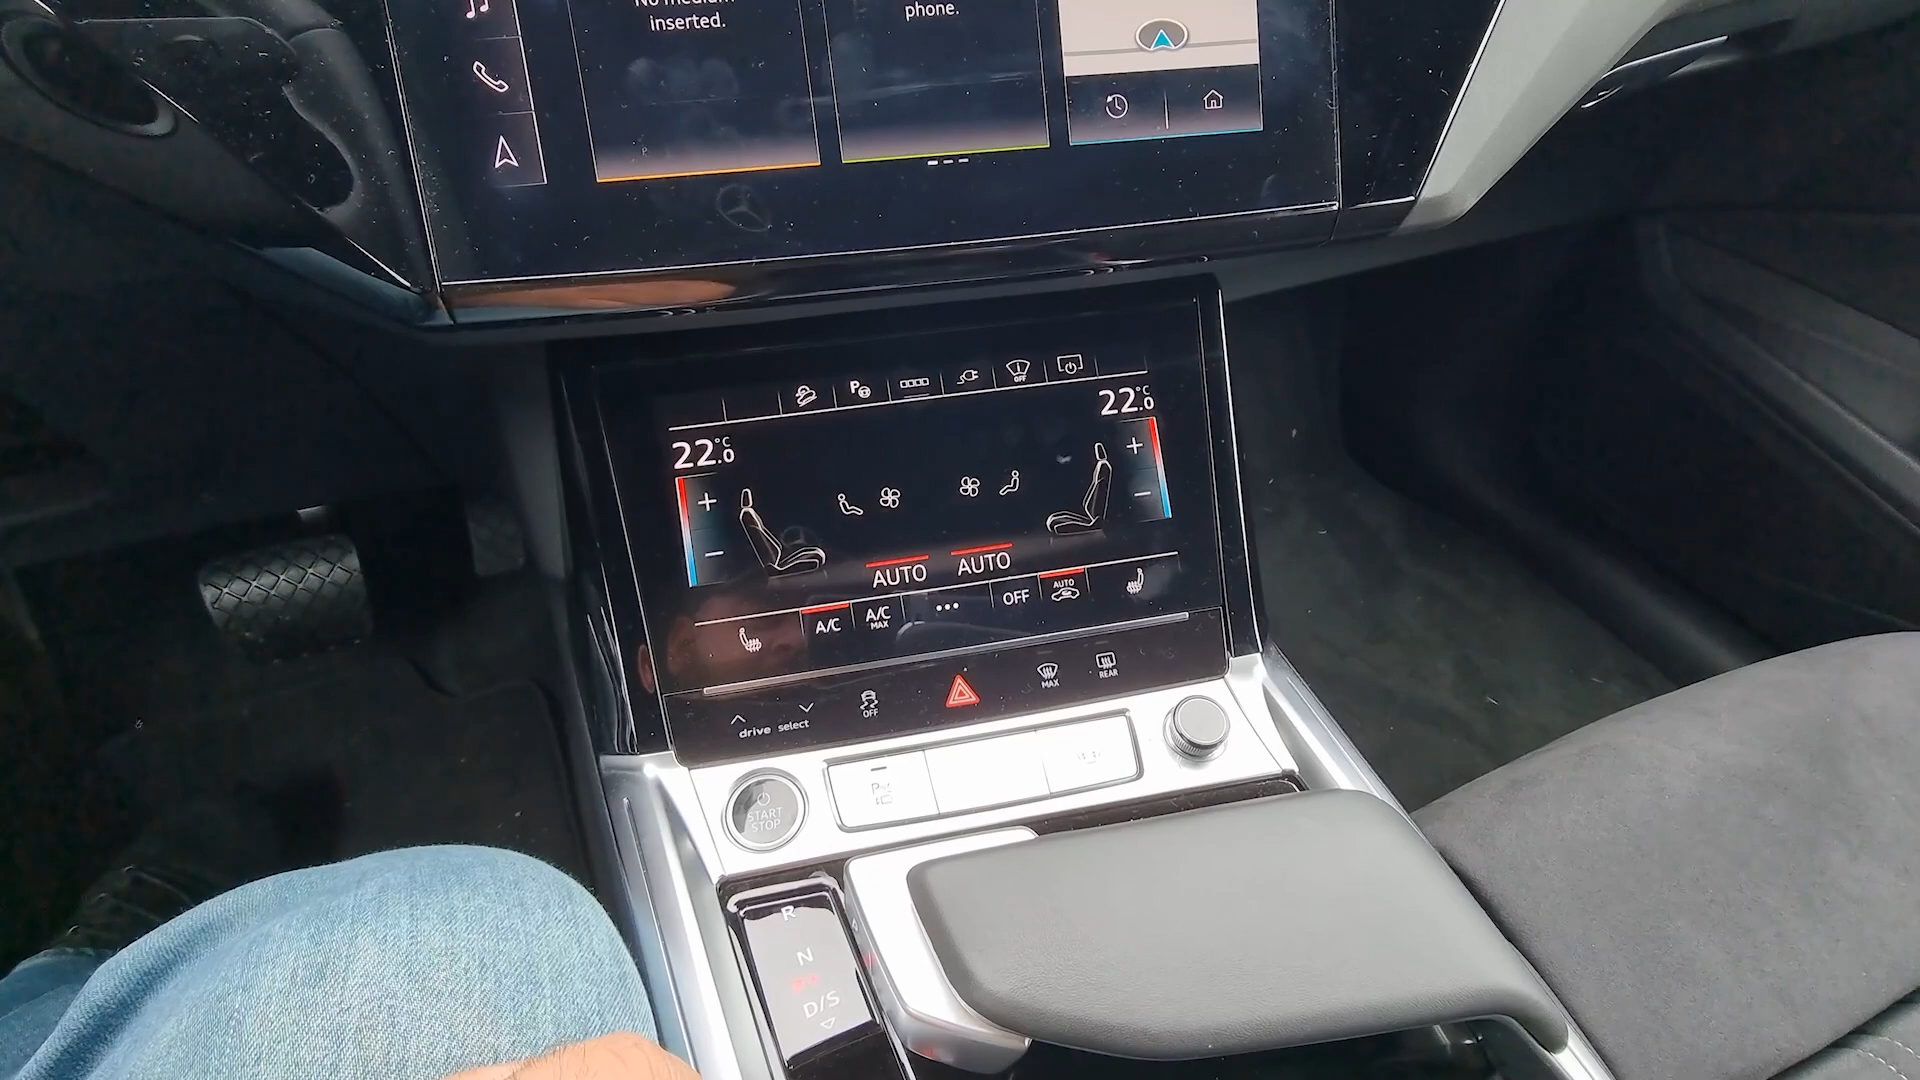 No medium
inserted.
phone.
P
OFF
22.0 °C
22.0 °C
+
+
−
−
AUTO
AUTO
A/C
A/C
MAX
•••
OFF
AUTO
drive select
OFF
MAX
REAR
START
STOP
R
N
D/S